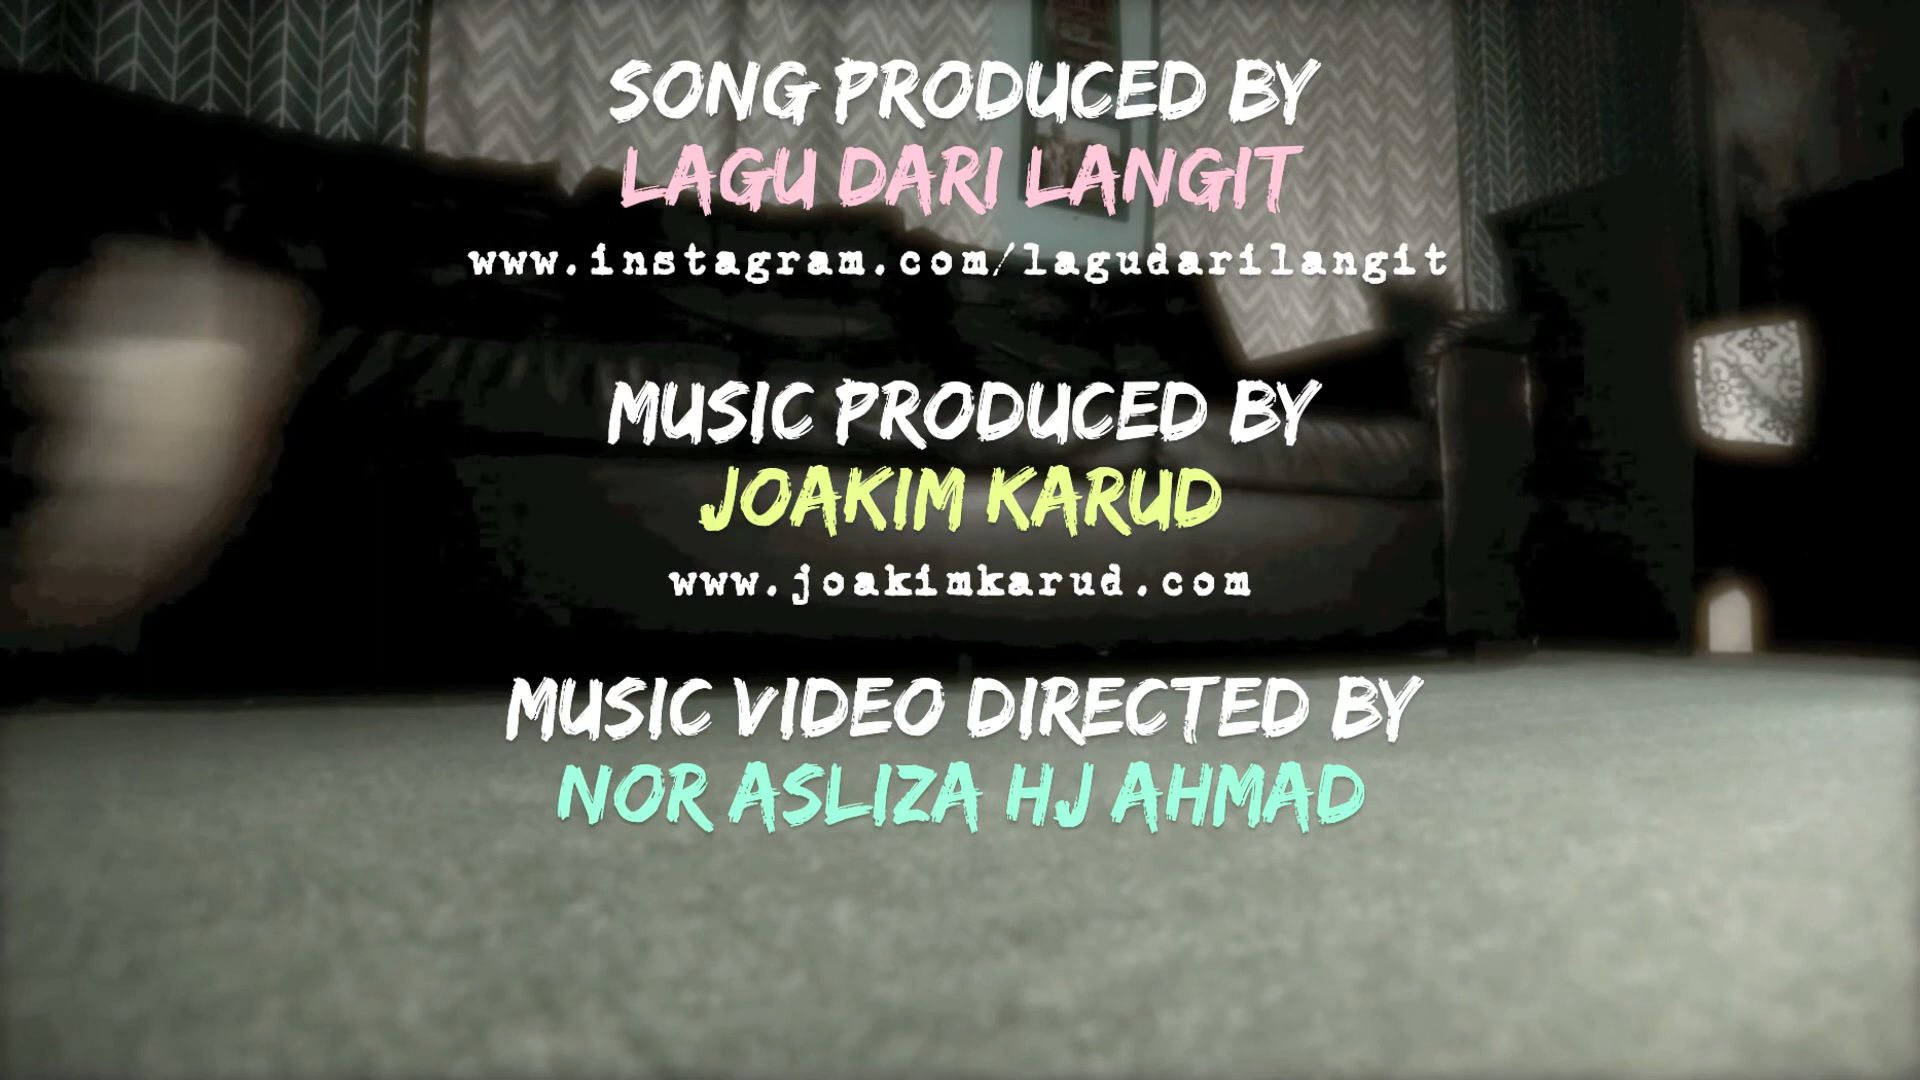 SONG PRODUCED BY
LAGU DARI LANGIT
www.instagram.com/lagudarilangit
MUSIC PRODUCED BY
JOAKIM KARUD
www.joakimkarud.com
MUSIC VIDEO DIRECTED BY
NOR ASLIZA HJ AHMAD